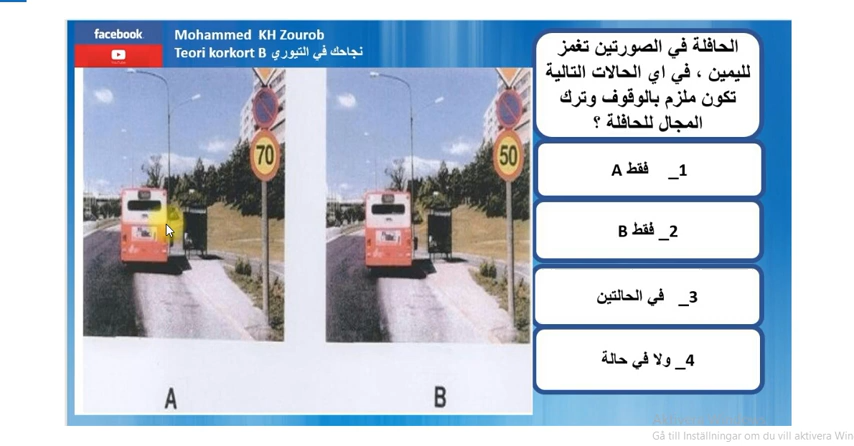 facebook
Mohammed KH Zourob
Teori korkort B نجاحك في التيوري
الحافلة في الصورتين تغمز
لليمين ، في اي الحالات التالية
تكون ملزم بالوقوف وترك
المجال للحافلة ؟
1_ فقط A
2_ فقط B
3_ في الحالتين
4_ ولا في حالة
70
50
A
B
Gå till Inställningar om du vill aktivera Win